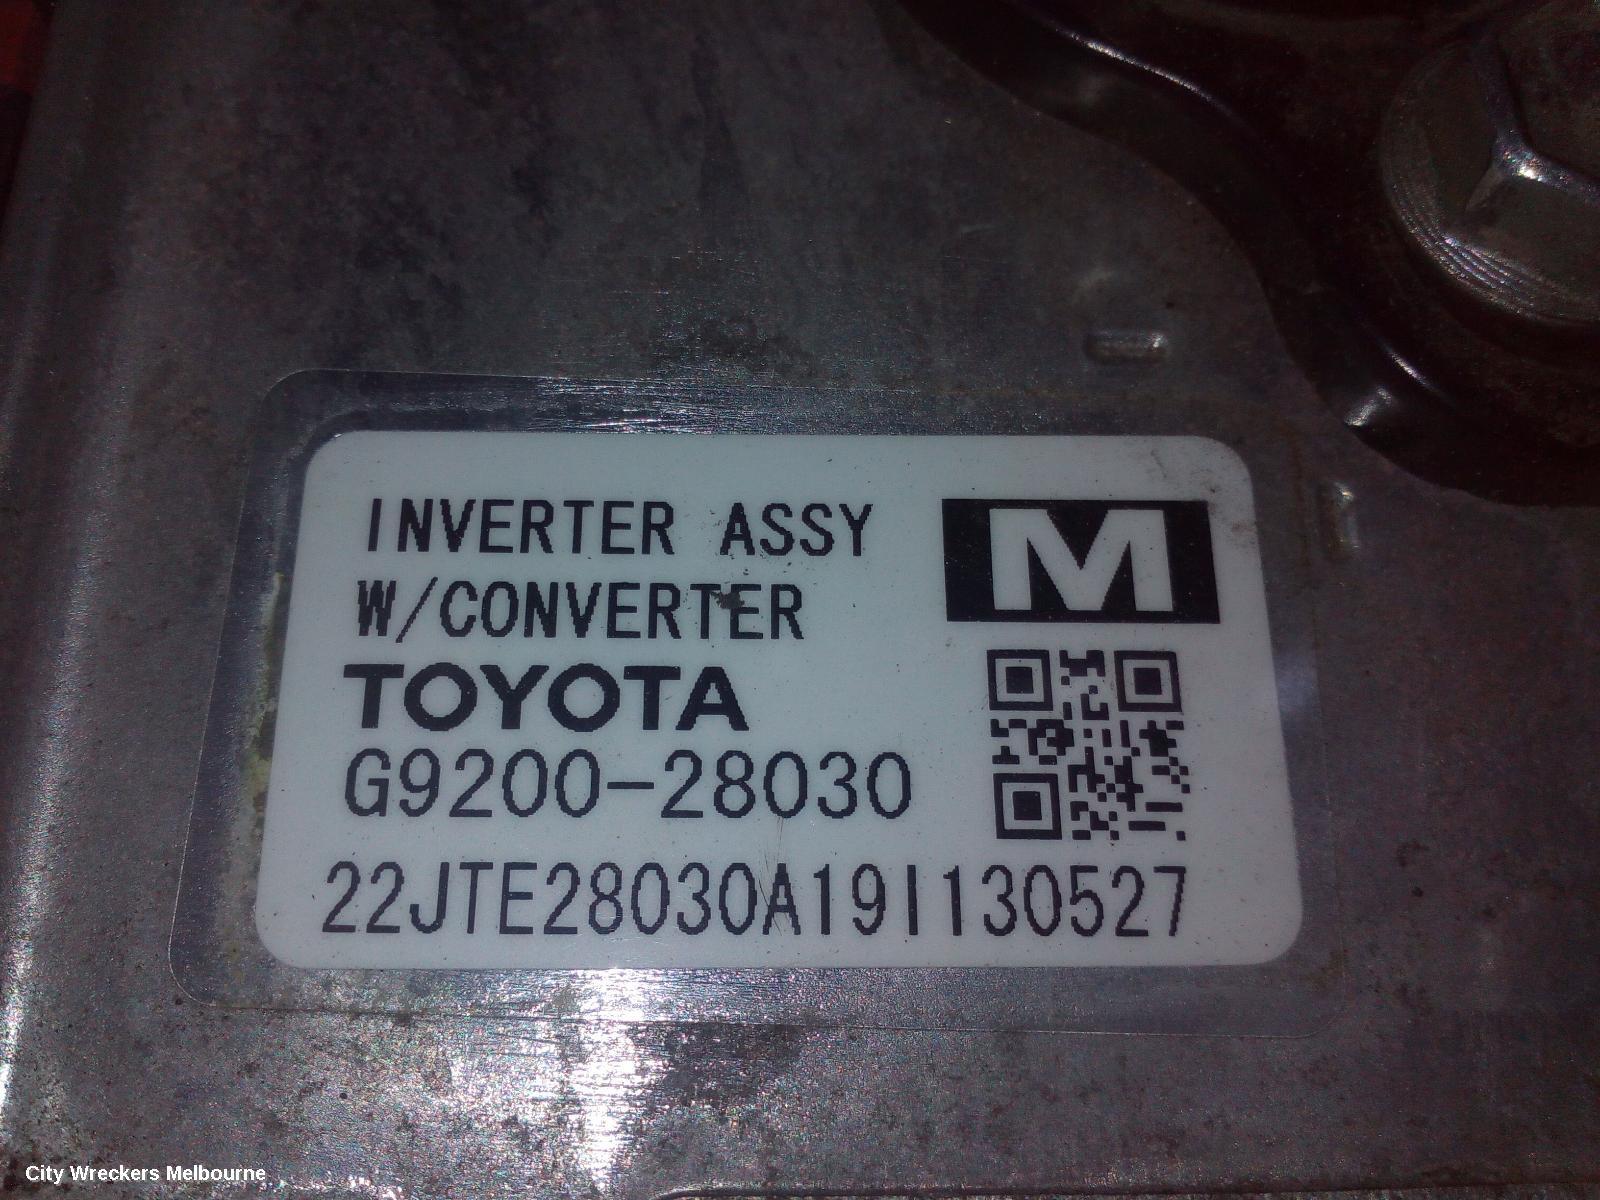 INVERTER ASSY
W/CONVERTER
M
TOYOTA
G9200-28030
22JTE28030A19I130527
City Wreckers Melbourne